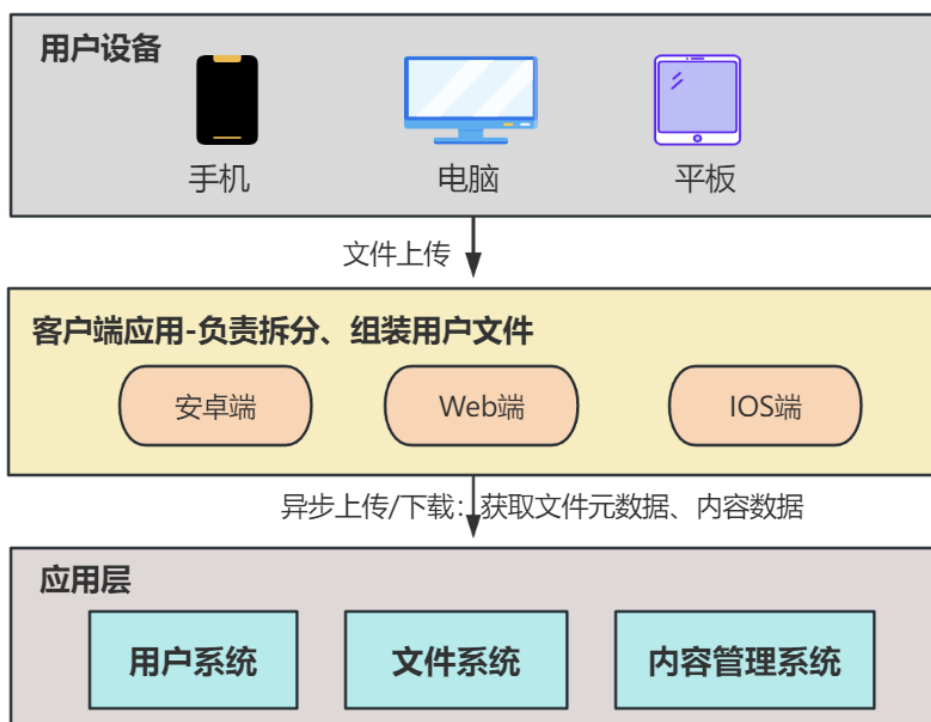 用户设备
手机
电脑
平板
文件上传
客户端应用-负责拆分、组装用户文件
安卓端
Web端
IOS端
异步上传/下载：获取文件元数据、内容数据
应用层
用户系统
文件系统
内容管理系统